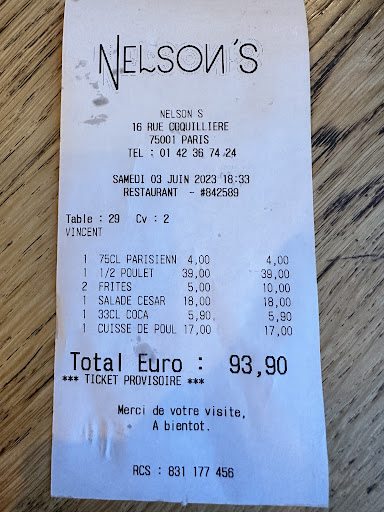 NELSON'S
NELSON S
16 RUE COQUILLIERE
75001 PARIS
TEL : 01 42 36 74 24
SAMEDI 03 JUIN 2023 18:33
RESTAURANT - #842589
Table : 29 Cv : 2
VINCENT
1 75CL PARISIENN 4,00 4,00
1 1/2 POULET 39,00 39,00
2 FRITES 5,00 10,00
1 SALADE CESAR 18,00 18,00
1 33CL COCA 5,90 5,90
1 CUISSE DE POUL 17,00 17,00
Total Euro : 93,90
*** TICKET PROVISOIRE ***
Merci de votre visite,
A bientot.
RCS : 831 177 456